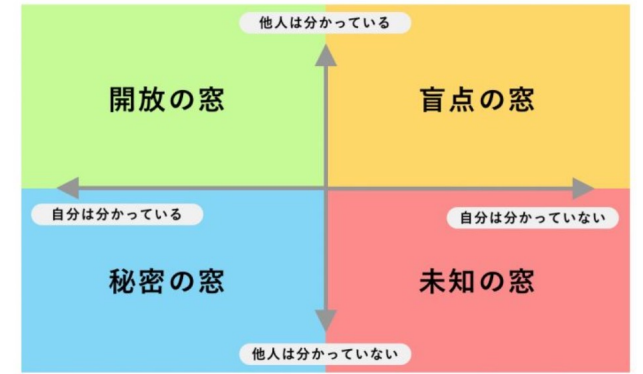 他人は分かっている
開放の窓
盲点の窓
自分は分かっている
自分は分かっていない
秘密の窓
未知の窓
他人は分かっていない